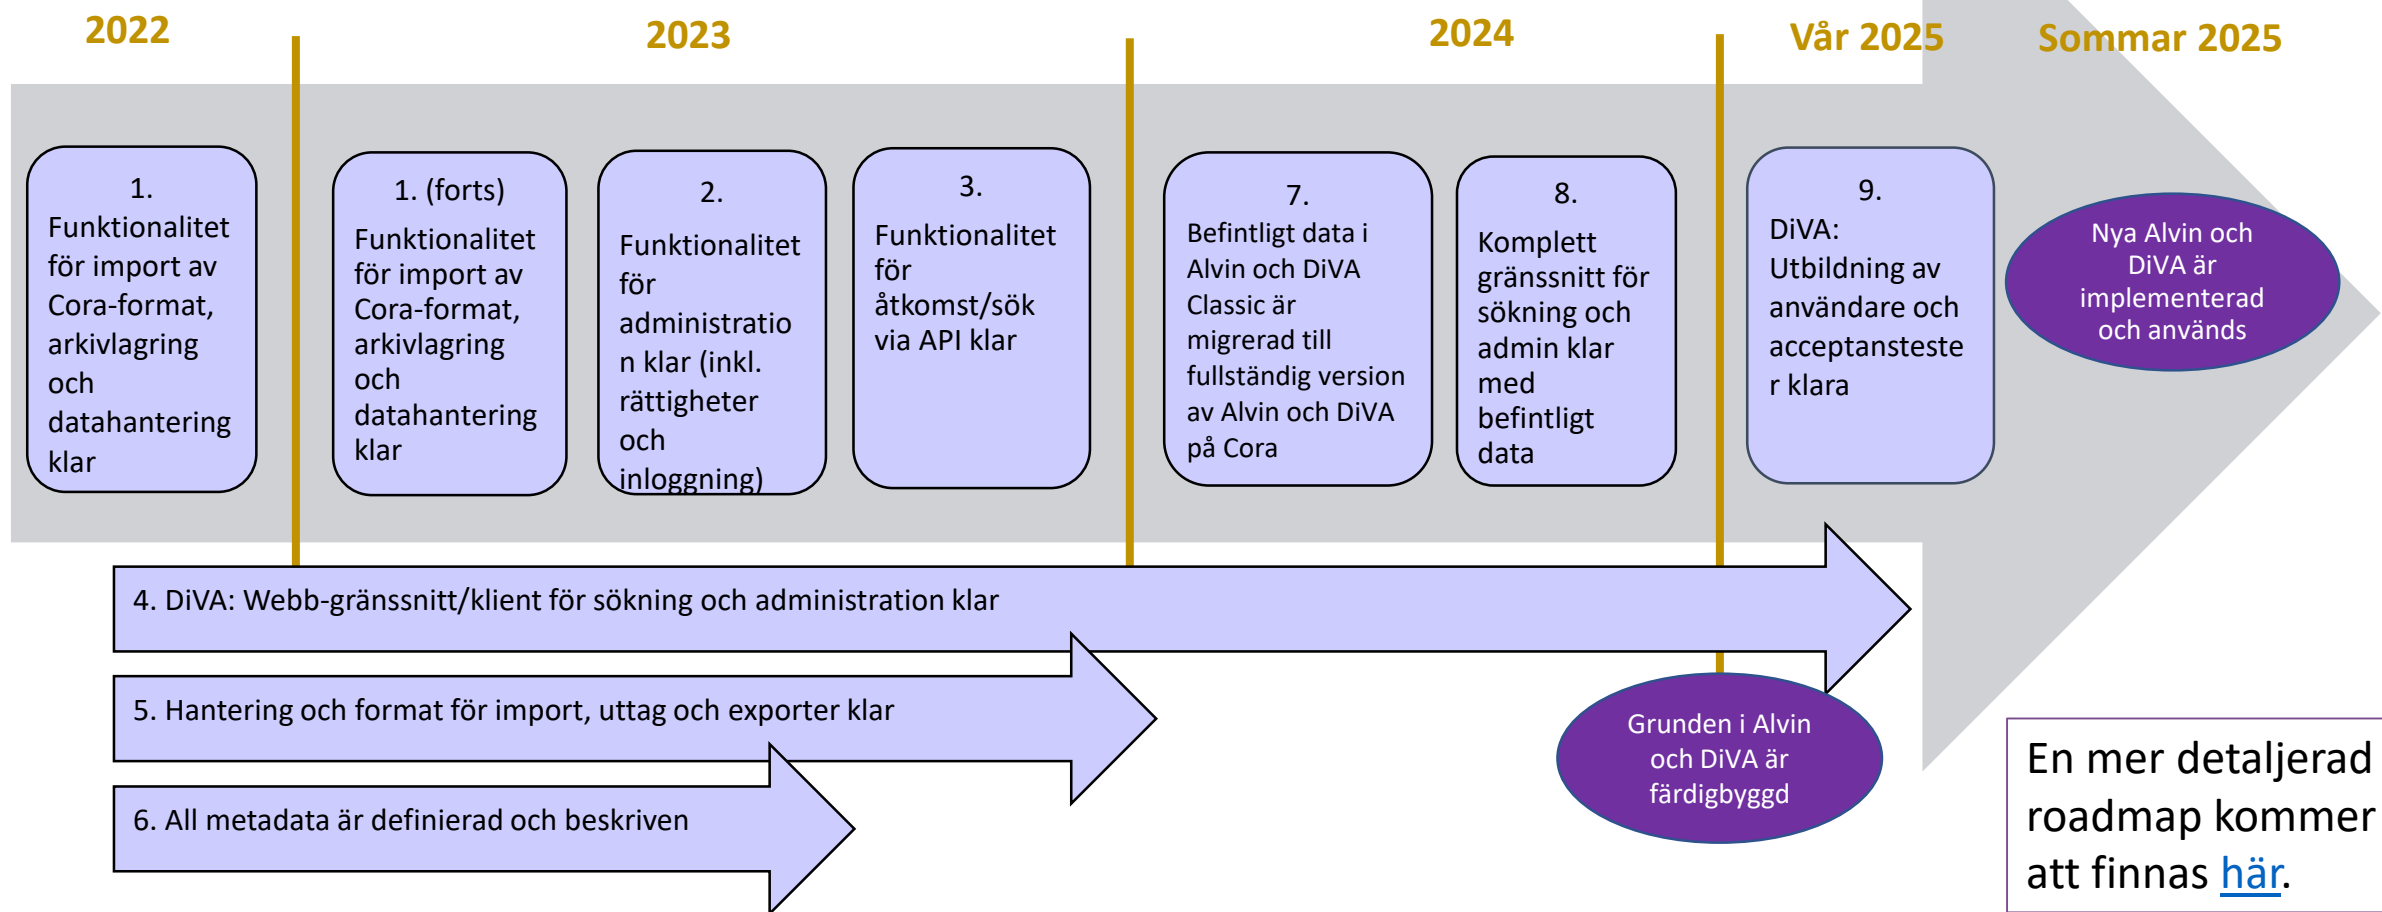 2022
2023
2024
Vår 2025
Sommar 2025
1.
Funktionalitet
för import av
Cora-format,
arkivlagring
och
datahantering
klar
1. (forts)
Funktionalitet
för import av
Cora-format,
arkivlagring
och
datahantering
klar
2.
Funktionalitet
för
administratio
n klar (inkl.
rättigheter
och
inloggning)
3.
Funktionalitet
för
åtkomst/sök
via API klar
7.
Befintligt data i
Alvin och DiVA
Classic är
migrerad till
fullständig version
av Alvin och DiVA
på Cora
8.
Komplett
gränssnitt för
sökning och
admin klar
med
befintligt
data
9.
DiVA:
Utbildning av
användare och
acceptansteste
r klara
Nya Alvin och
DiVA är
implementerad
och används
4. DiVA: Webb-gränssnitt/klient för sökning och administration klar
5. Hantering och format för import, uttag och exporter klar
6. All metadata är definierad och beskriven
Grunden i Alvin
och DiVA är
färdigbyggd
En mer detaljerad
roadmap kommer
att finnas här.